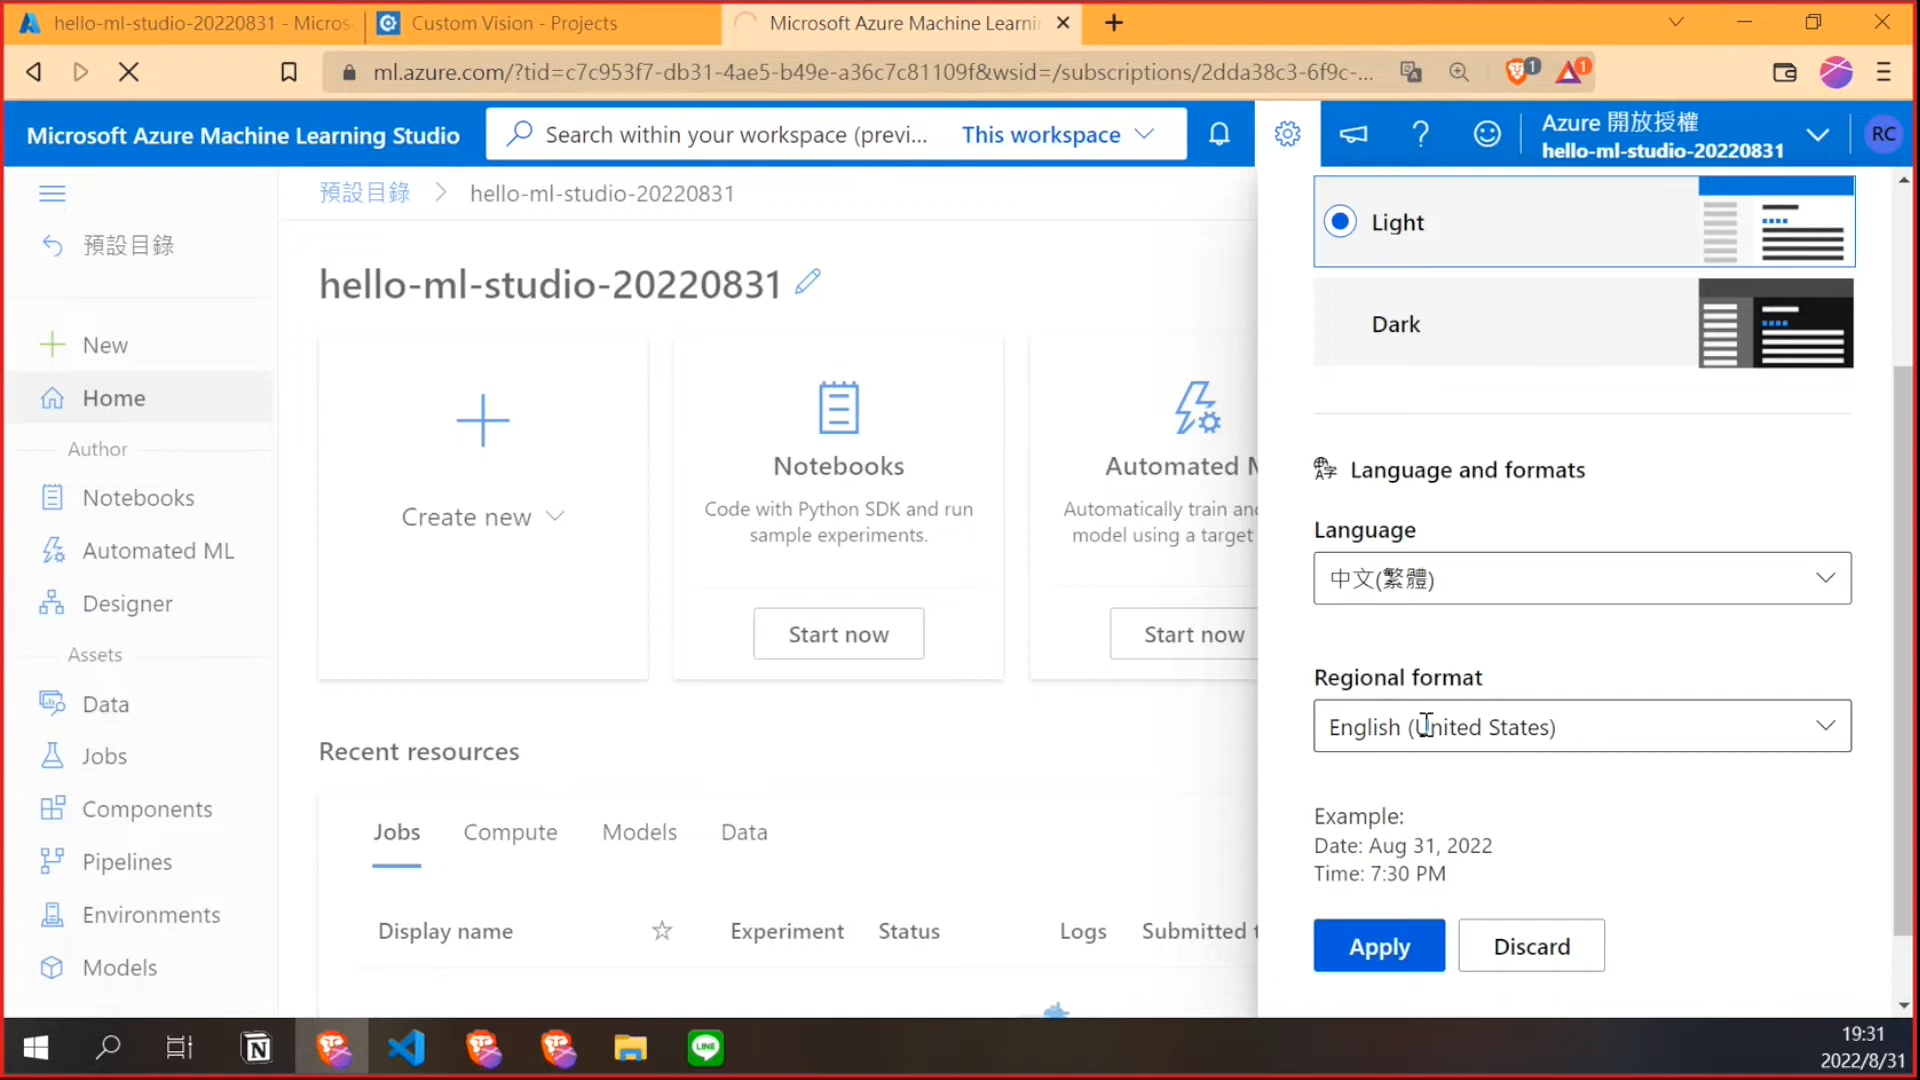 hello-ml-studio-20220831 - Micros
Custom Vision - Projects
Microsoft Azure Machine Learnin
ml.azure.com/?tid=c7c953f7-db31-4ae5-b49e-a36c7c81109f&wsid=/subscriptions/2dda38c3-6f9c-...
1
1
Microsoft Azure Machine Learning Studio
Search within your workspace (previ...
This workspace
Azure 開放授權
hello-ml-studio-20220831
RC
預設目錄
New
Home
Author
Notebooks
Automated ML
Designer
Assets
Data
Jobs
Components
Pipelines
Environments
Models
預設目錄 > hello-ml-studio-20220831
hello-ml-studio-20220831
Create new
Notebooks
Code with Python SDK and run
sample experiments.
Start now
Automated M
Automatically train and
model using a target
Start now
Recent resources
Jobs Compute Models Data
Display name Experiment Status Logs Submitted t
Light
Dark
Language and formats
Language
中文(繁體)
Regional format
English (United States)
Example:
Date: Aug 31, 2022
Time: 7:30 PM
Apply
Discard
LINE
19:31
2022/8/31